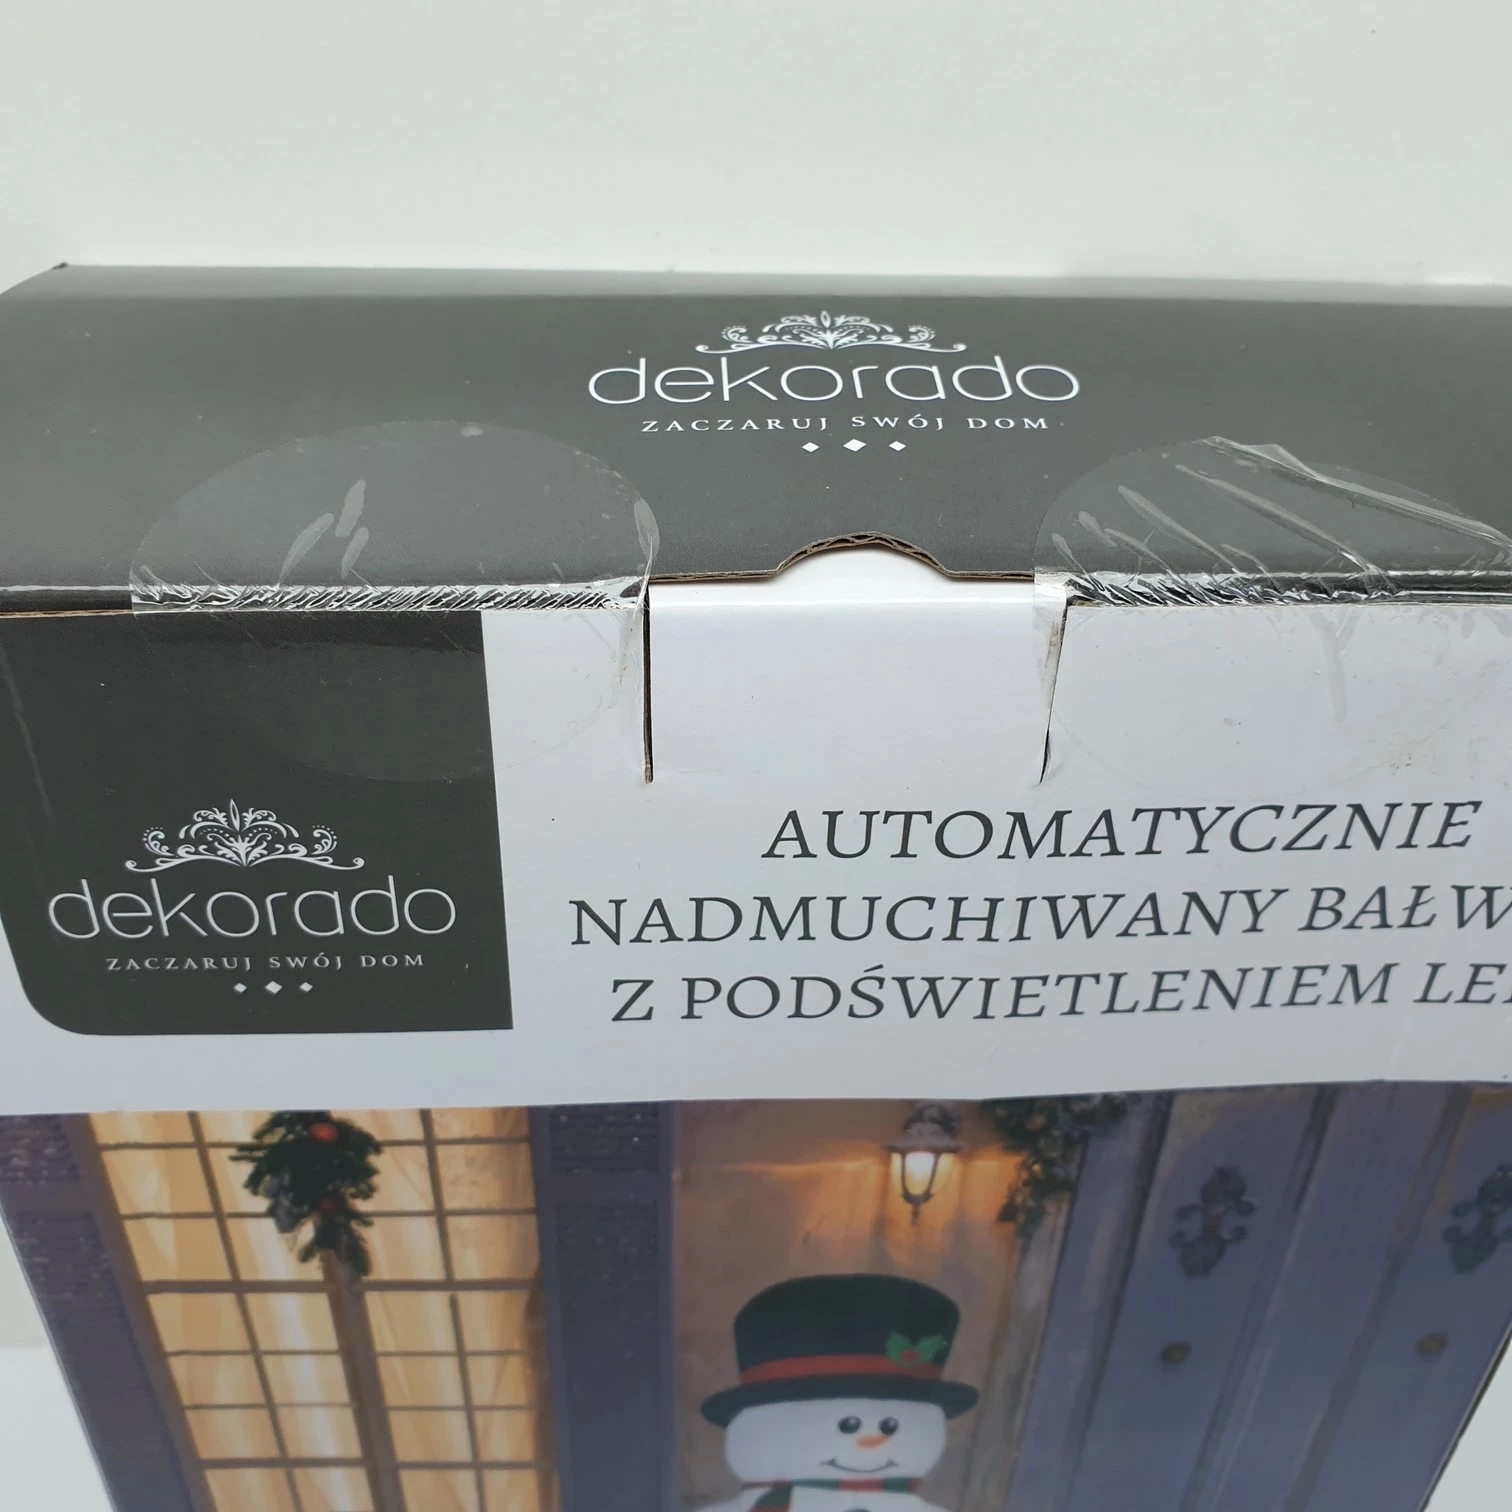 dekorado
ZACZARUJ SWÓJ DOM
dekorado
ZACZARUJ SWÓJ DOM
AUTOMATYCZNIE
NADMUCHIWANY BAŁW
Z PODŚWIETLENIEM LE